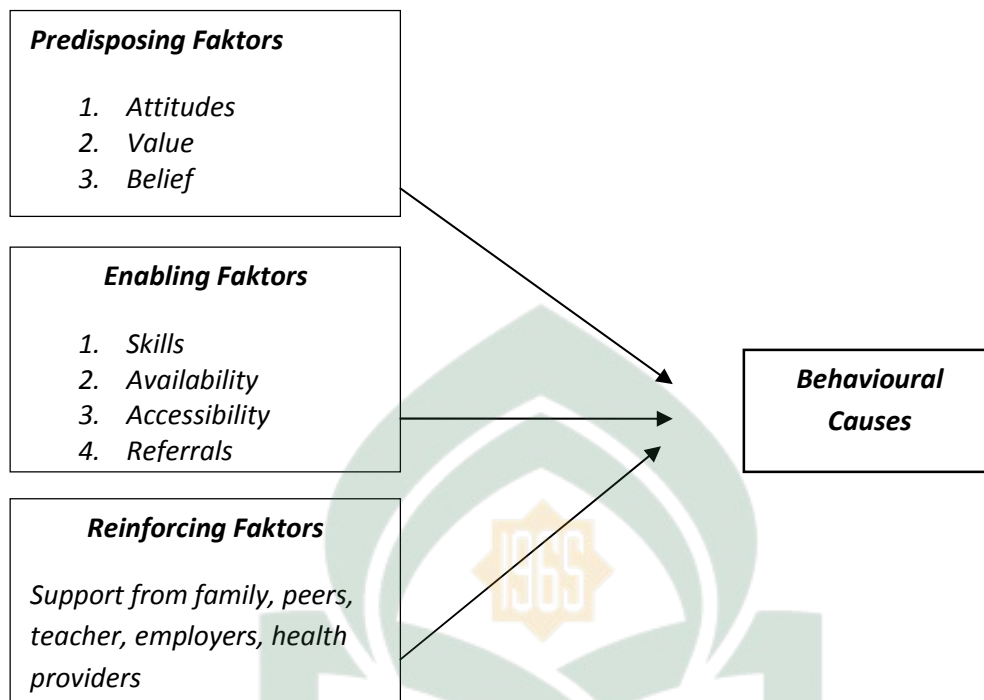 Predisposing Faktors
1. Attitudes
2. Value
3. Belief
Enabling Faktors
1. Skills
2. Availability
3. Accessibility
4. Referrals
Behavioural
Causes
Reinforcing Faktors
Support from family, peers,
teacher, employers, health
providers
1965